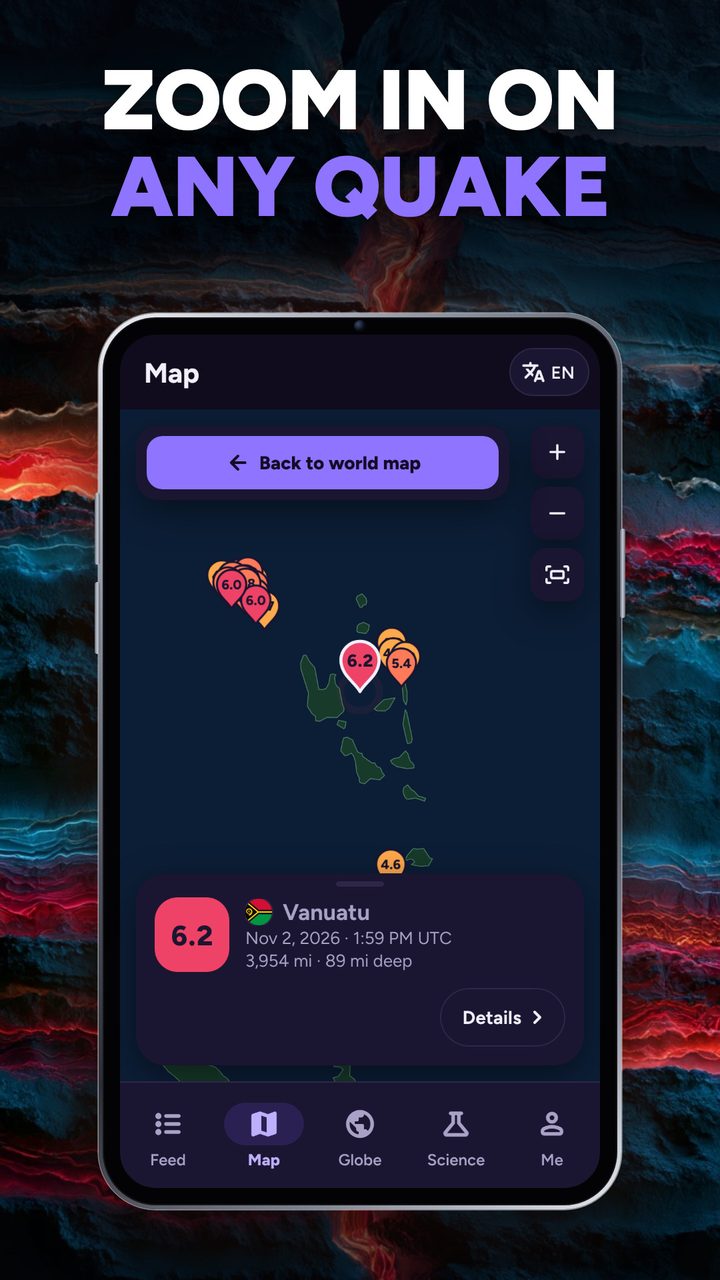 ZOOM IN ON
ANY QUAKE
Map
EN
Back to world map
6.0
6.0
6.2
5.4
4.6
6.2
Vanuatu
Nov 2, 2026 · 1:59 PM UTC
3,954 mi · 89 mi deep
Details
Feed
Map
Globe
Science
Me